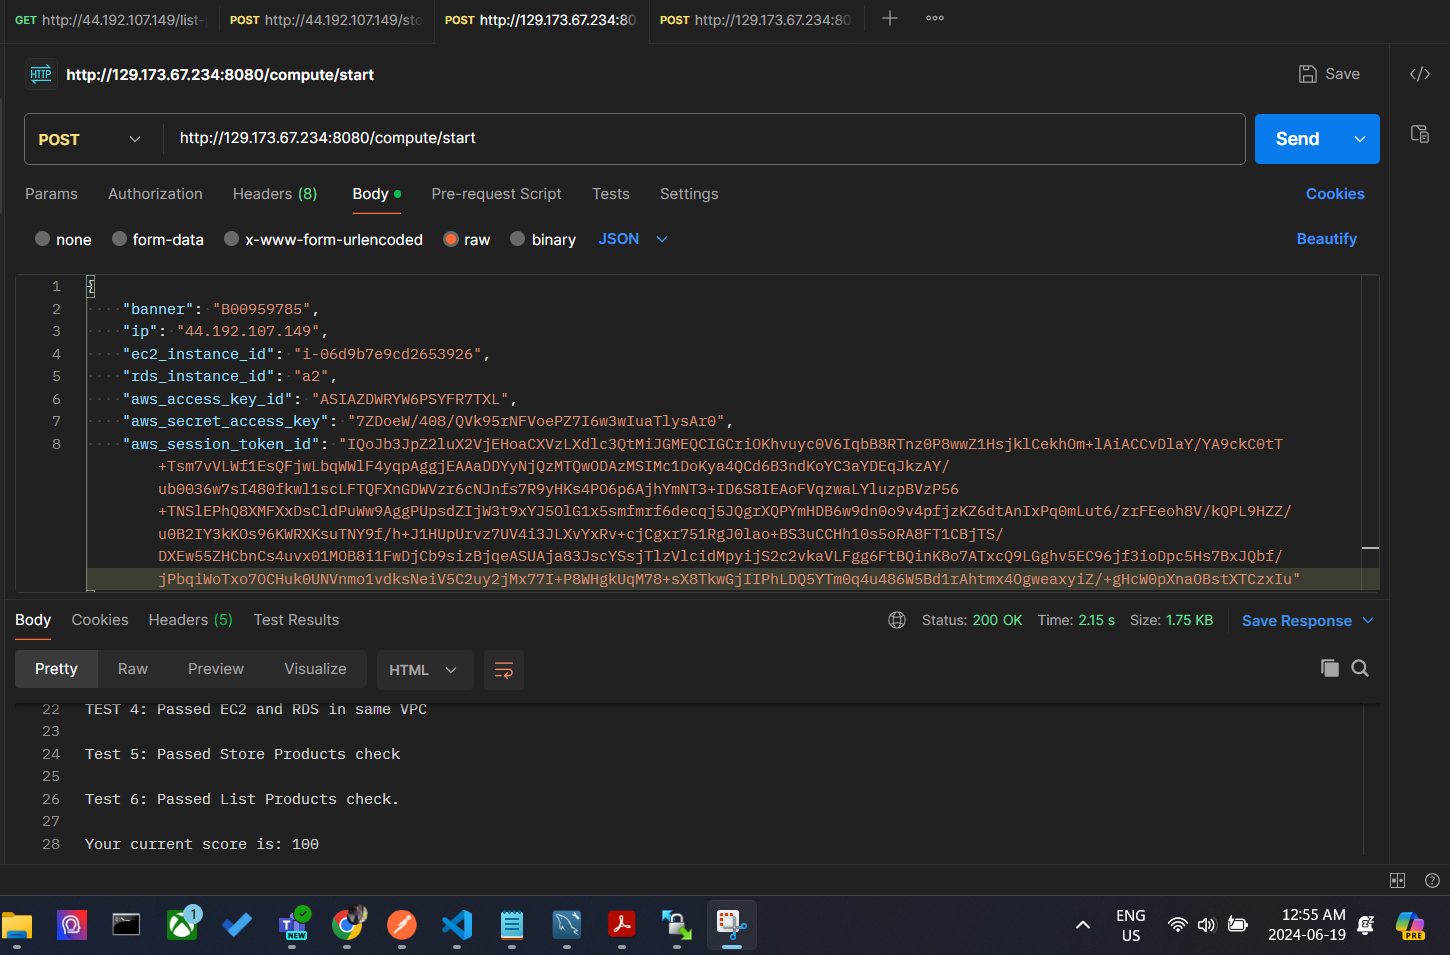 GET http://44.192.107.149/list-
POST http://44.192.107.149/sto
POST http://129.173.67.234:80
POST http://129.173.67.234:80
HTTP http://129.173.67.234:8080/compute/start
Save
POST http://129.173.67.234:8080/compute/start
Send
Params Authorization Headers (8) Body Pre-request Script Tests Settings
Cookies
none form-data x-www-form-urlencoded raw binary JSON
Beautify
1 {
2 "banner": "B00959785",
3 "ip": "44.192.107.149",
4 "ec2_instance_id": "i-06d9b7e9cd2653926",
5 "rds_instance_id": "a2",
6 "aws_access_key_id": "ASIAZDWRYW6PSYFR7TXL",
7 "aws_secret_access_key": "7ZDoeW/408/QVk95rNFVoePZ7I6w3wIuaTlysAr0",
8 "aws_session_token_id": "IQoJb3JpZ2luX2VjEHoaCXVzLXdlc3QtMiJGMEQCIGCriOKhvuyc0V6IqbB8RTnz0P8wwZ1HsjklCekhOm+lAiACCvDlaY/YA9ckC0tT
+Tsm7vVLWf1EsQFjwLbqWWlF4yqpAggjEAAaDDYyNjQzMTQwODAzMSIMc1DoKya4QCd6B3ndKoYC3aYDEqJkzAY/
ub0036w7sI480fkwl1scLFTQFXnGDWVzr6cNJnfs7R9yHKs4PO6p6AjhYmNT3+ID6S8IEAoFVqzwaLYluzpBVzP56
+TNSlEPhQ8XMFXxDsCldPuWw9AggPUpsdZIjW3t9xYJ5OlG1x5smfmrf6decqj5JQgrXQPYmHDB6w9dn0o9v4pfjzKZ6dtAnIxPq0mLut6/zrFEeoh8V/kQPL9HZZ/
u0B2IY3kKOs96KWRXKsuTNY9f/h+J1HUpUrvz7UV4i3JLXvYxRv+cjCgxr751RgJ0lao+BS3uCCHh10s5oRA8FT1CBjTS/
DXEw55ZHCbnCs4uvx01MOB8i1FwDjCb9sizBjqeASUAja83JscYSsjTlzVlcidMpyijS2c2vkaVLFgg6FtBQinK8o7ATxcQ9LGghv5EC96jf3ioDpc5Hs7BxJQbf/
jPbqiWoTxo7OCHuk0UNVnmo1vdksNeiV5C2uy2jMx77I+P8WHgkUqM78+sX8TkwGjIIPhLDQ5YTm0q4u486W5Bd1rAhtmx4OgweaxyiZ/+gHcW0pXnaOBstXTCzxIu"
Body Cookies Headers (5) Test Results
Status: 200 OK Time: 2.15 s Size: 1.75 KB Save Response
Pretty Raw Preview Visualize HTML
22 TEST 4: Passed EC2 and RDS in same VPC
23
24 Test 5: Passed Store Products check
25
26 Test 6: Passed List Products check.
27
28 Your current score is: 100
1
NEW
ENG
US
12:55 AM
2024-06-19
PRE